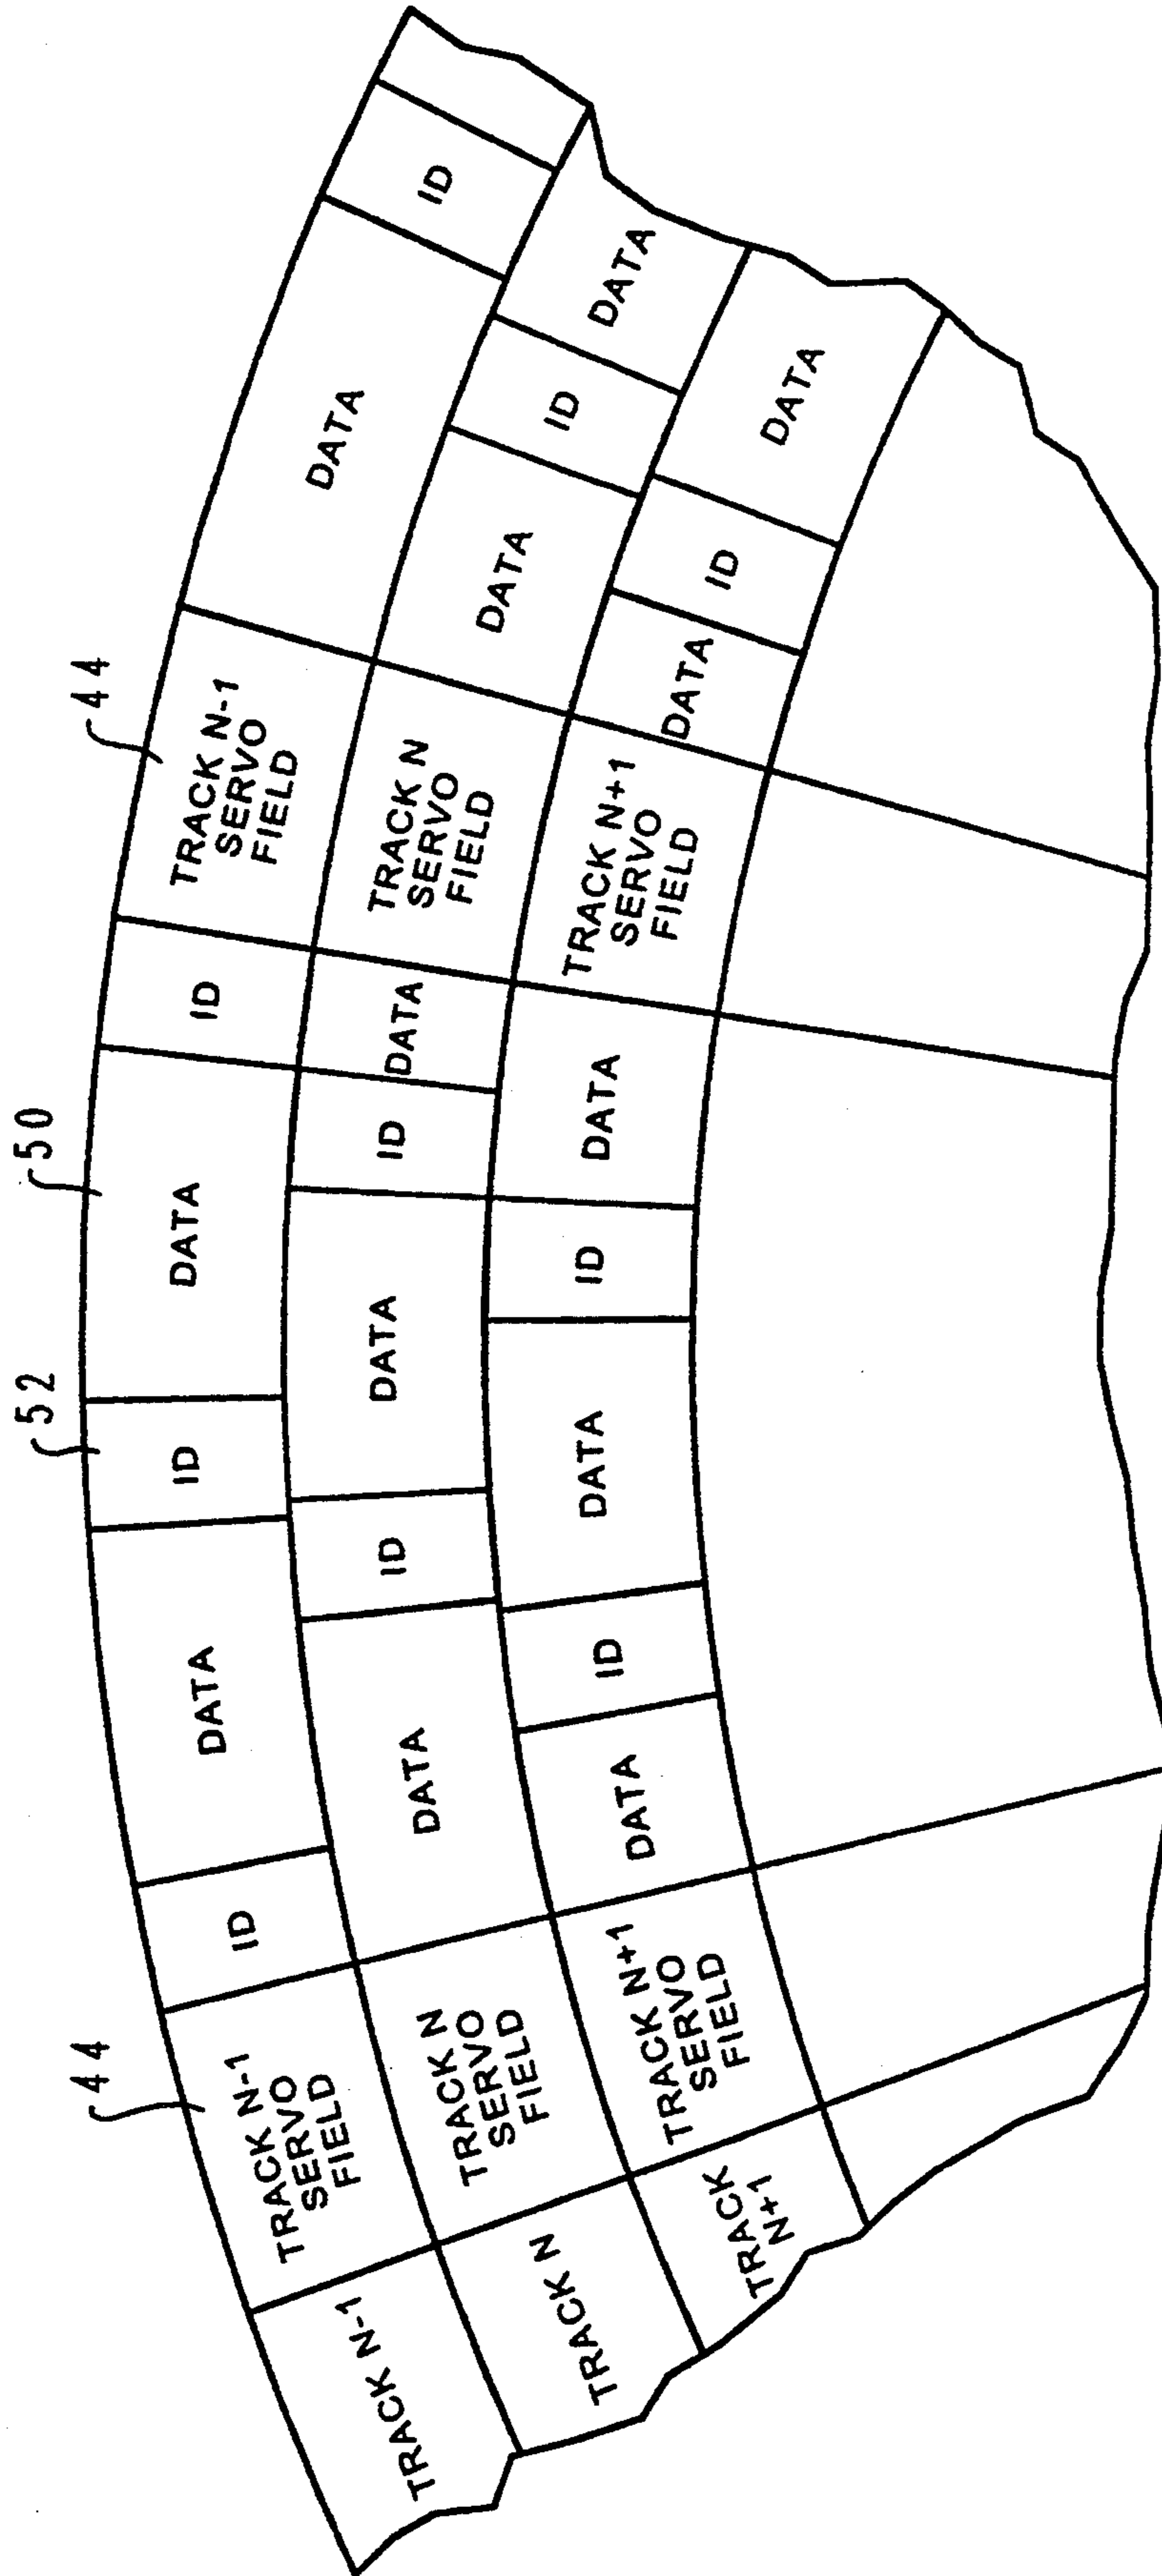 44
52
50
44
TRACK N-1
TRACK N-1
SERVO
FIELD
ID
DATA
ID
DATA
ID
TRACK N-1
SERVO
FIELD
DATA
ID
TRACK N
TRACK N
SERVO
FIELD
DATA
ID
DATA
ID
DATA
TRACK N
SERVO
FIELD
DATA
ID
DATA
TRACK
N+1
TRACK N+1
SERVO
FIELD
DATA
ID
DATA
ID
DATA
TRACK N+1
SERVO
FIELD
DATA
ID
DATA